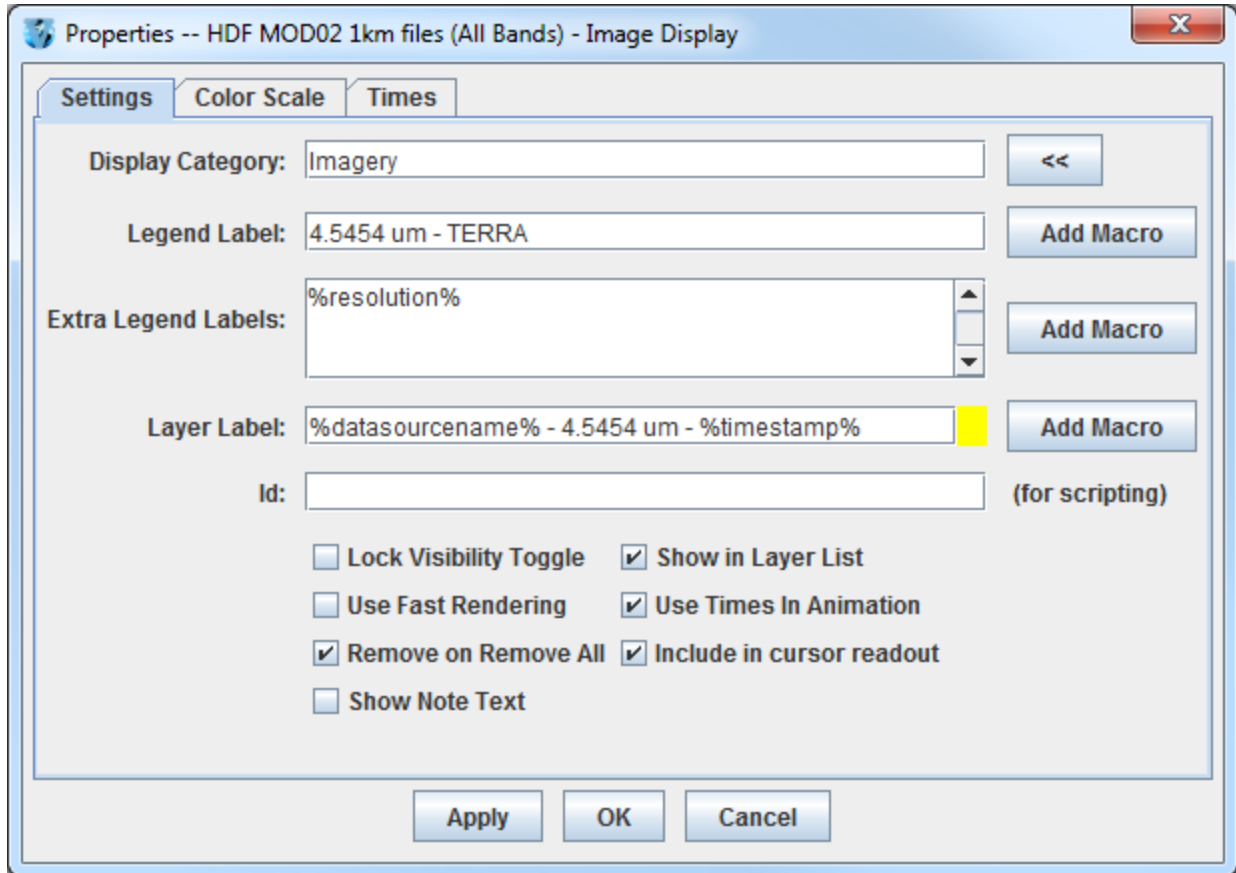 Properties -- HDF MOD02 1km files (All Bands) - Image Display
Settings Color Scale Times
Display Category: Imagery <<
Legend Label: 4.5454 um - TERRA Add Macro
%resolution%
Extra Legend Labels: Add Macro
Layer Label: %datasourcename% - 4.5454 um - %timestamp% Add Macro
Id: (for scripting)
Lock Visibility Toggle Show in Layer List
Use Fast Rendering Use Times In Animation
Remove on Remove All Include in cursor readout
Show Note Text
Apply OK Cancel